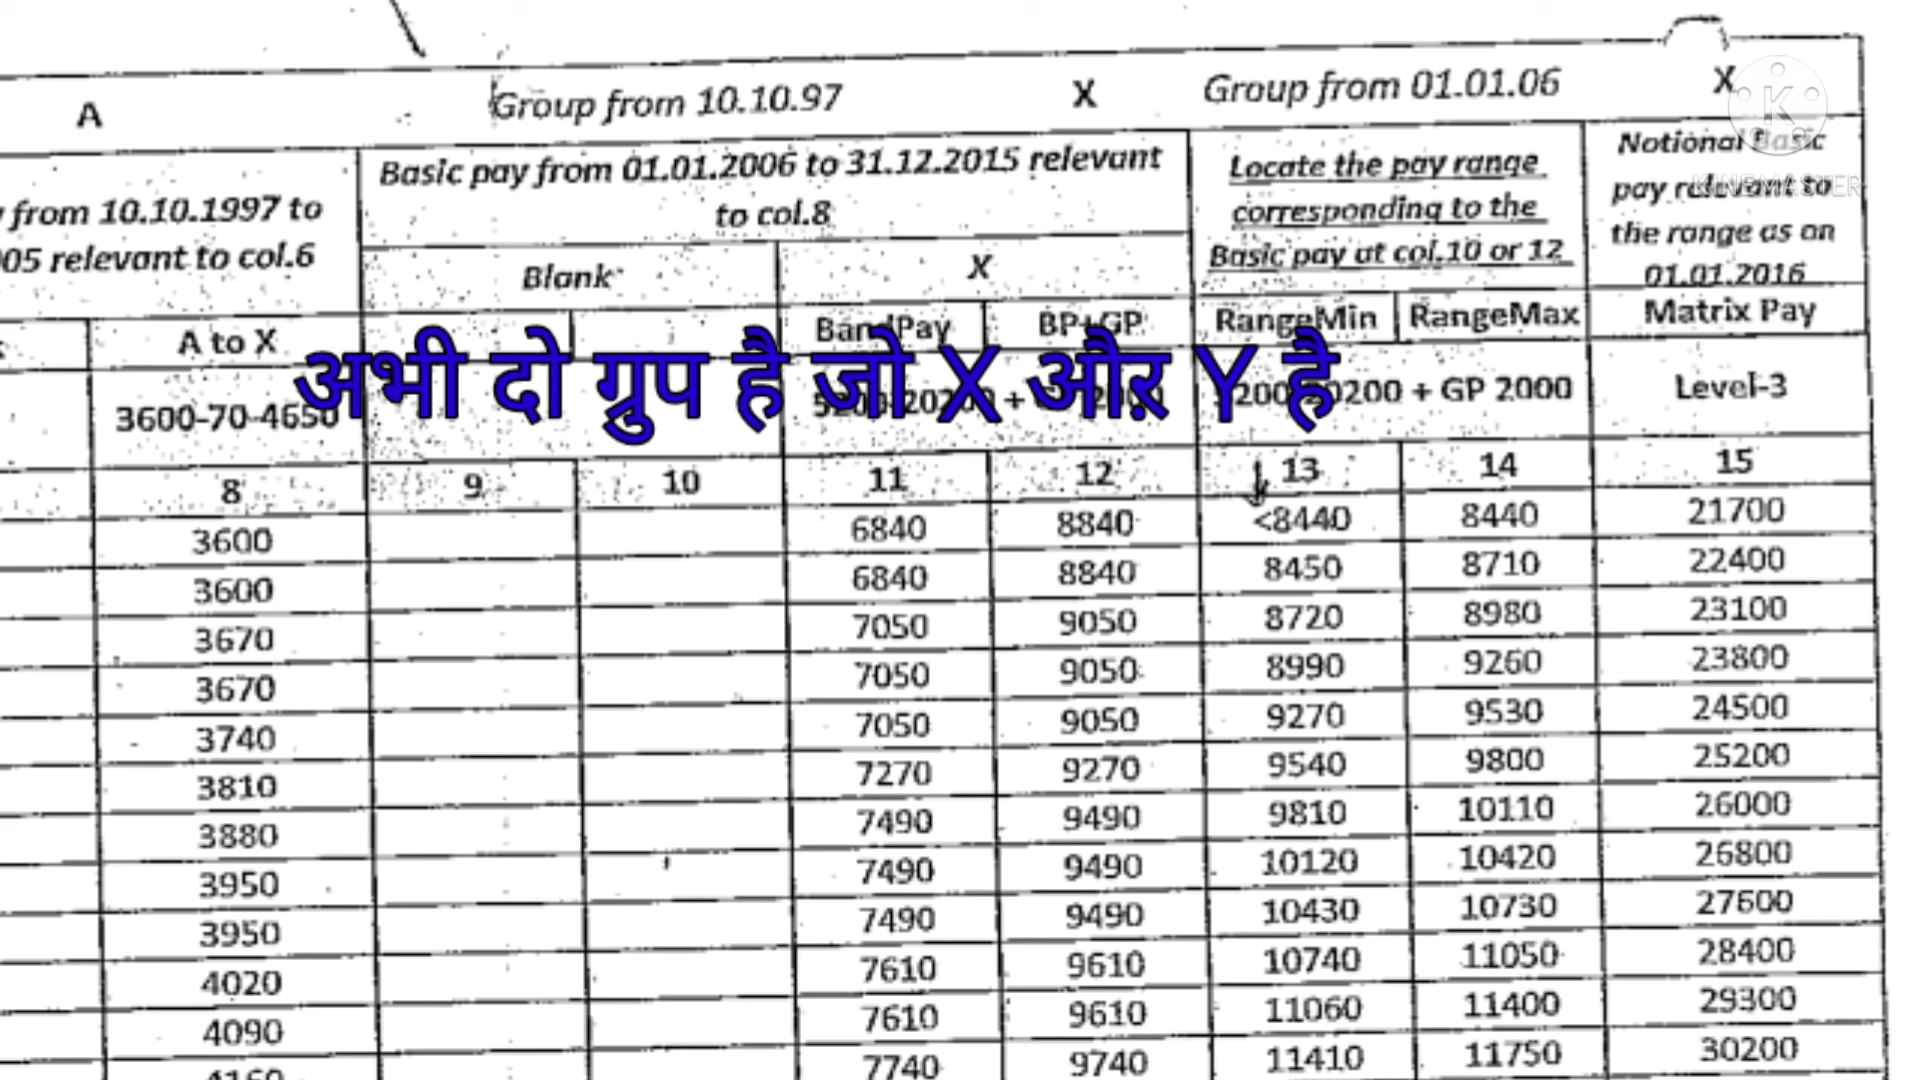 A Group from 10.10.97 X Group from 01.01.06 X
from 10.10.1997 to
005 relevant to col.6
Basic pay from 01.01.2006 to 31.12.2015 relevant
to col.8
Locate the pay range
corresponding to the
Basic pay at col.10 or 12
Notional Basic
pay relevant to
the range as on
01.01.2016
Blank X
A to X BandPay BP+GP RangeMin RangeMax Matrix Pay
अभी दो ग्रुप है जो X और Y है
3600-70-4650 + GP 2000 Level-3
8 9 10 11 12 13 14 15
3600 6840 8840 <8440 8440 21700
3600 6840 8840 8450 8710 22400
3670 7050 9050 8720 8980 23100
3670 7050 9050 8990 9260 23800
3740 7050 9050 9270 9530 24500
3810 7270 9270 9540 9800 25200
3880 7490 9490 9810 10110 26000
3950 7490 9490 10120 10420 26800
3950 7490 9490 10430 10730 27600
4020 7610 9610 10740 11050 28400
4090 7610 9610 11060 11400 29300
7740 9740 11410 11750 30200
KINEMASTER